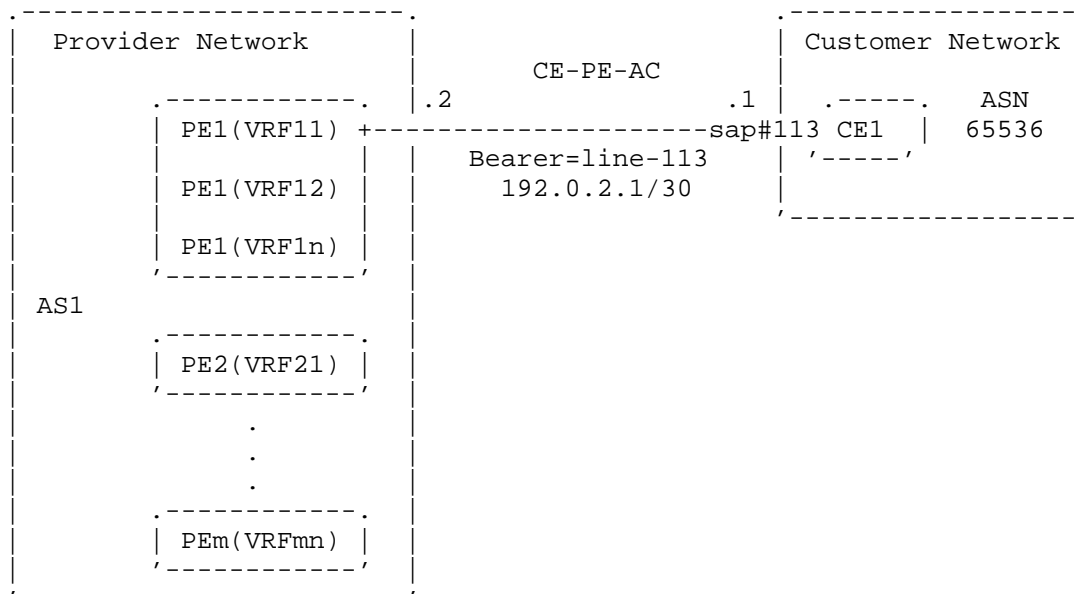 Provider Network Customer Network
CE-PE-AC
.2 .1 ASN
PE1(VRF11) sap#113 CE1 65536
Bearer=line-113
PE1(VRF12) 192.0.2.1/30
PE1(VRF1n)
AS1
PE2(VRF21)
.
.
.
PEm(VRFmn)